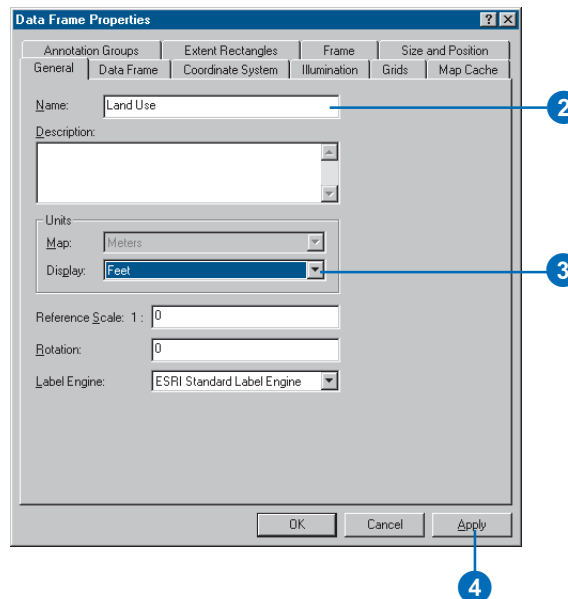 Data Frame Properties
Annotation Groups Extent Rectangles Frame Size and Position
General Data Frame Coordinate System Illumination Grids Map Cache
Name: Land Use
2
Description:
Units
Map: Meters
Display: Feet
3
Reference Scale: 1 : 0
Rotation: 0
Label Engine: ESRI Standard Label Engine
OK Cancel Apply
4